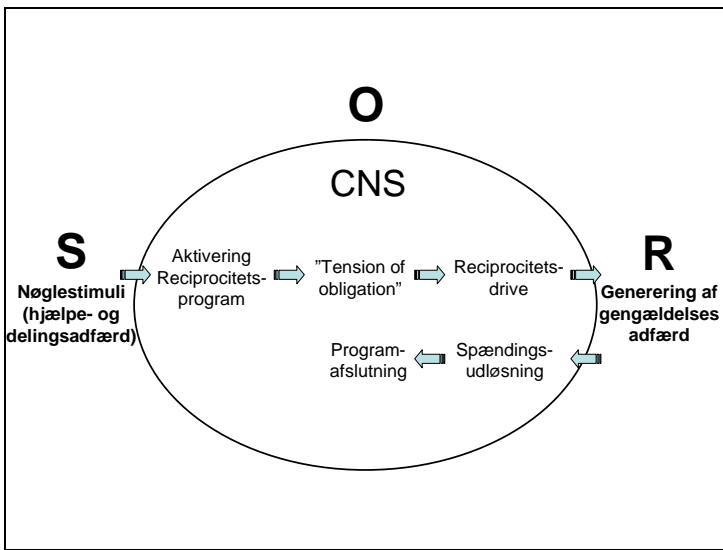 O
CNS
S
Nøglestimuli
(hjælpe- og
delingsadfærd)
Aktivering
Reciprocitets-
program
”Tension of
obligation”
Reciprocitets-
drive
R
Generering af
gengældelses
adfærd
Program-
afslutning
Spændings-
udløsning